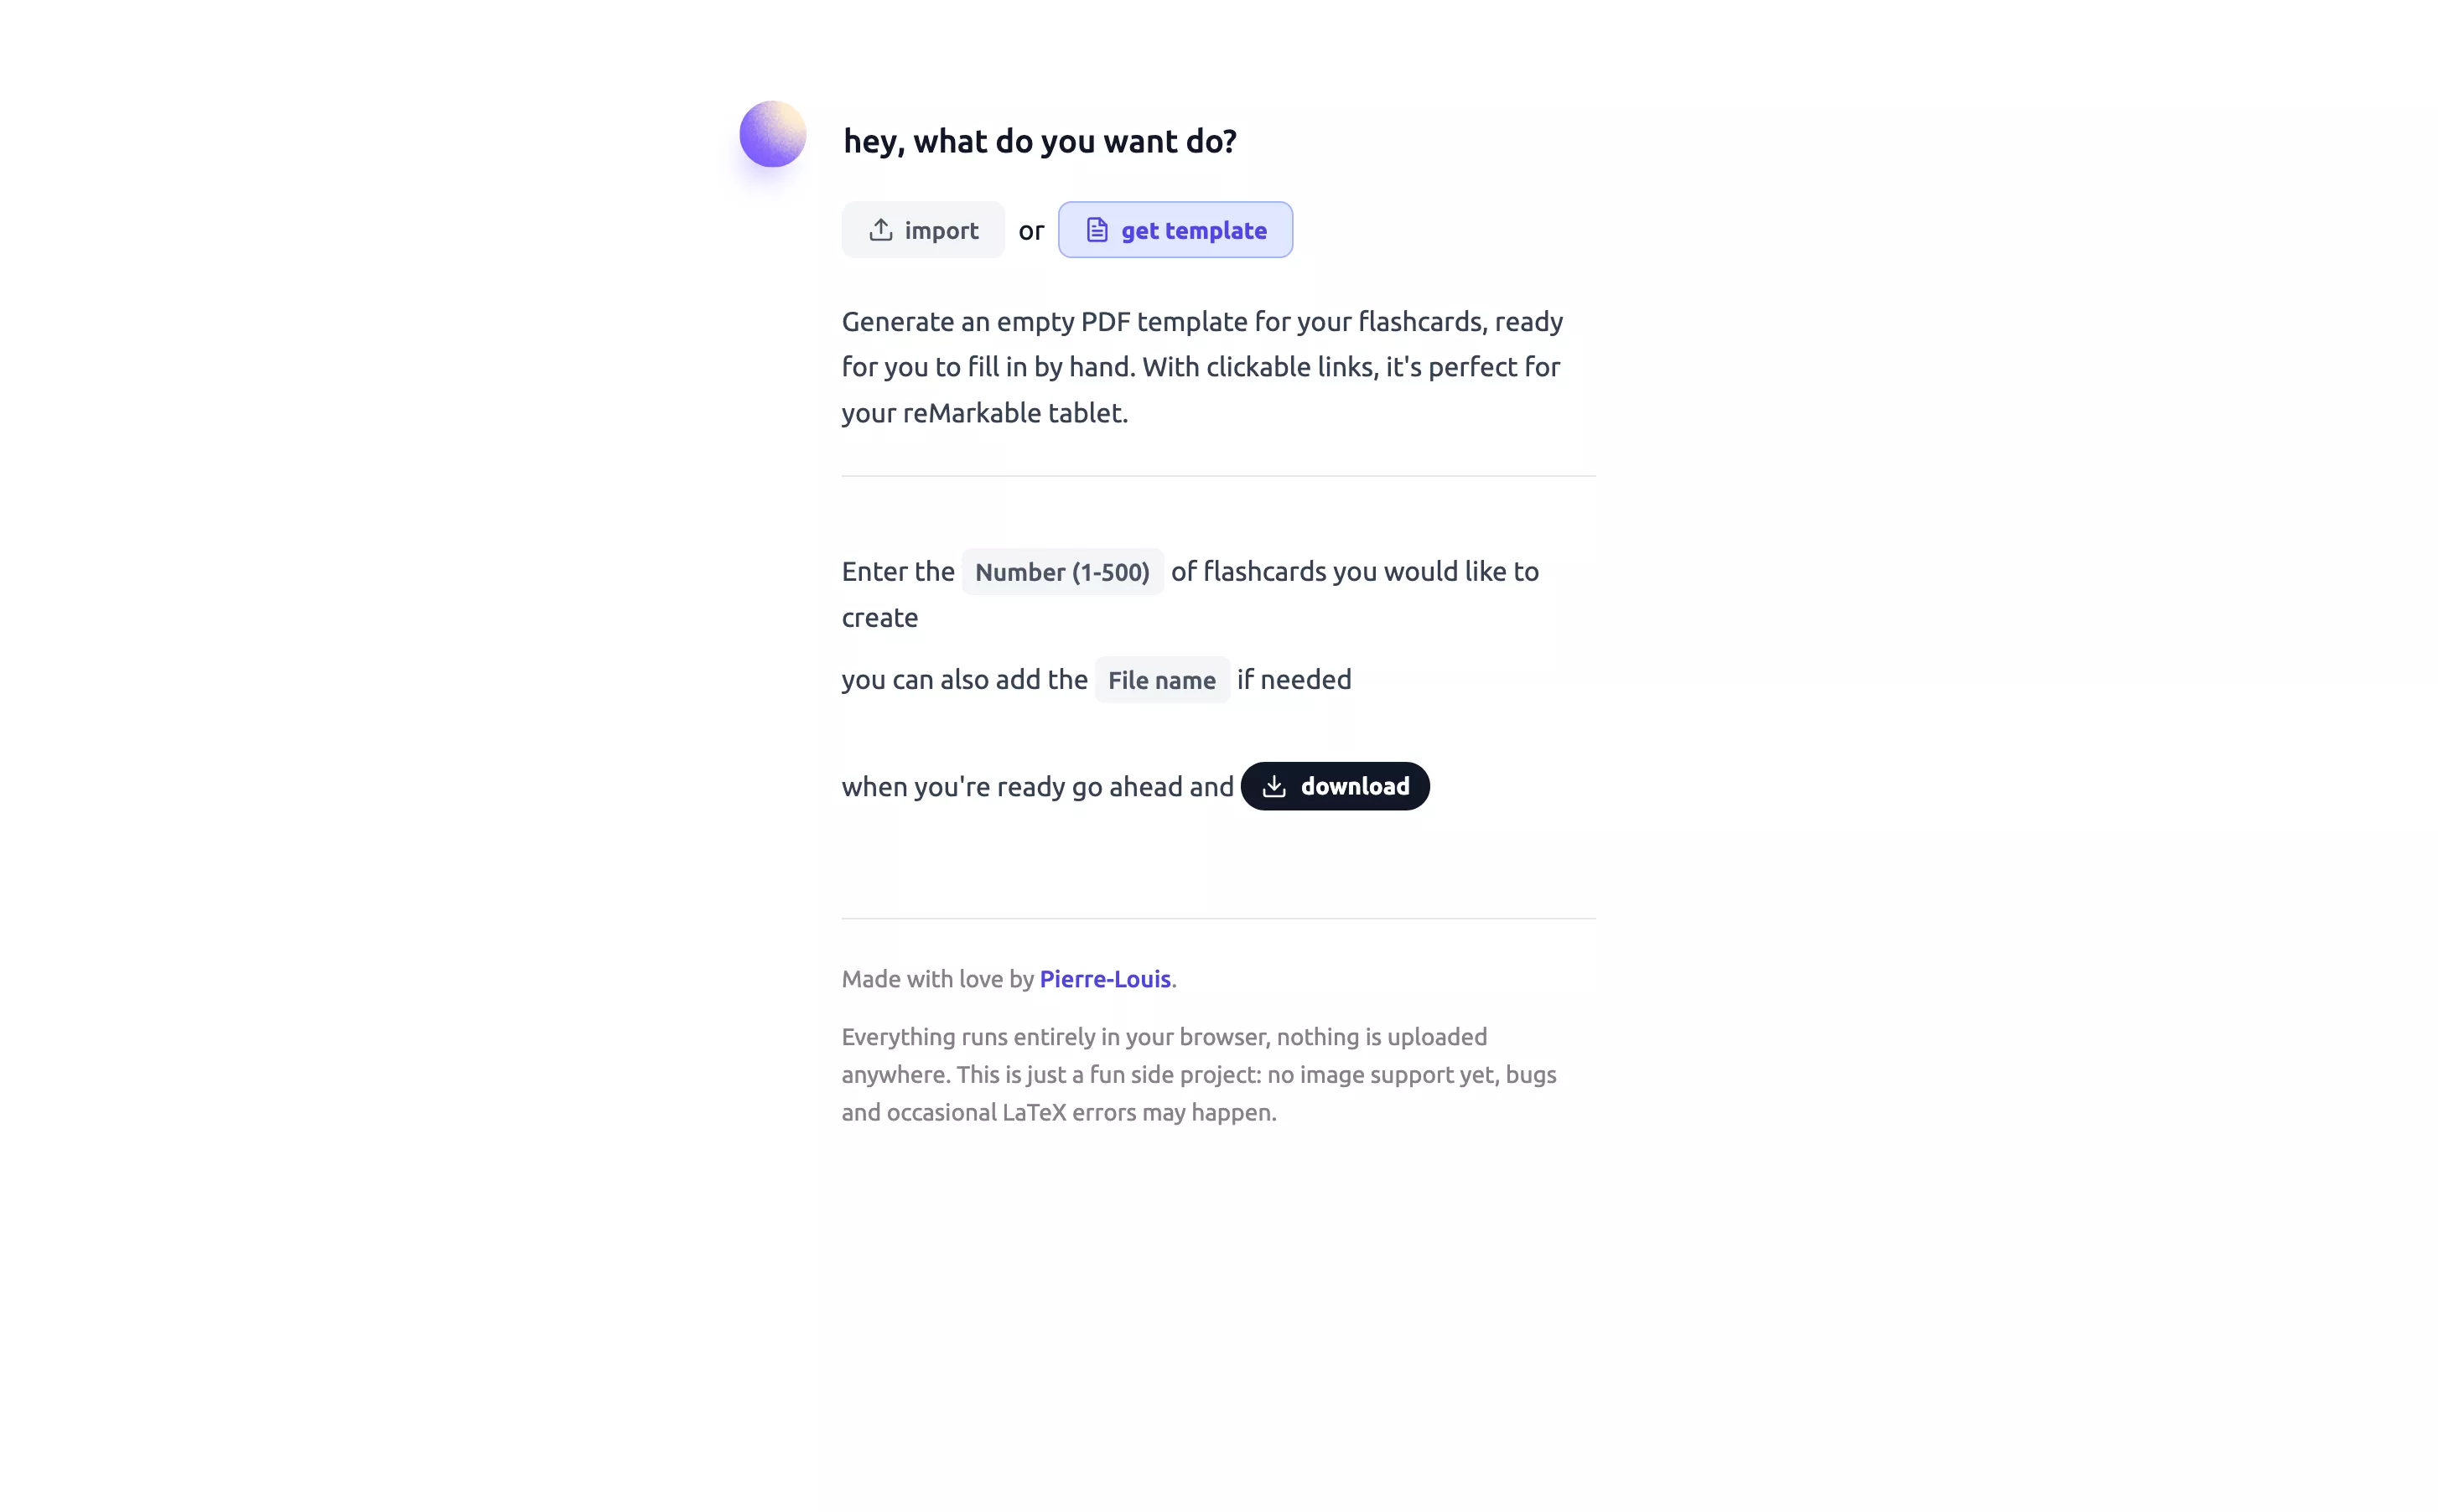 hey, what do you want do?
import or get template
Generate an empty PDF template for your flashcards, ready
for you to fill in by hand. With clickable links, it's perfect for
your reMarkable tablet.
Enter the Number (1-500) of flashcards you would like to
create
you can also add the File name if needed
when you're ready go ahead and download
Made with love by Pierre-Louis.
Everything runs entirely in your browser, nothing is uploaded
anywhere. This is just a fun side project: no image support yet, bugs
and occasional LaTeX errors may happen.